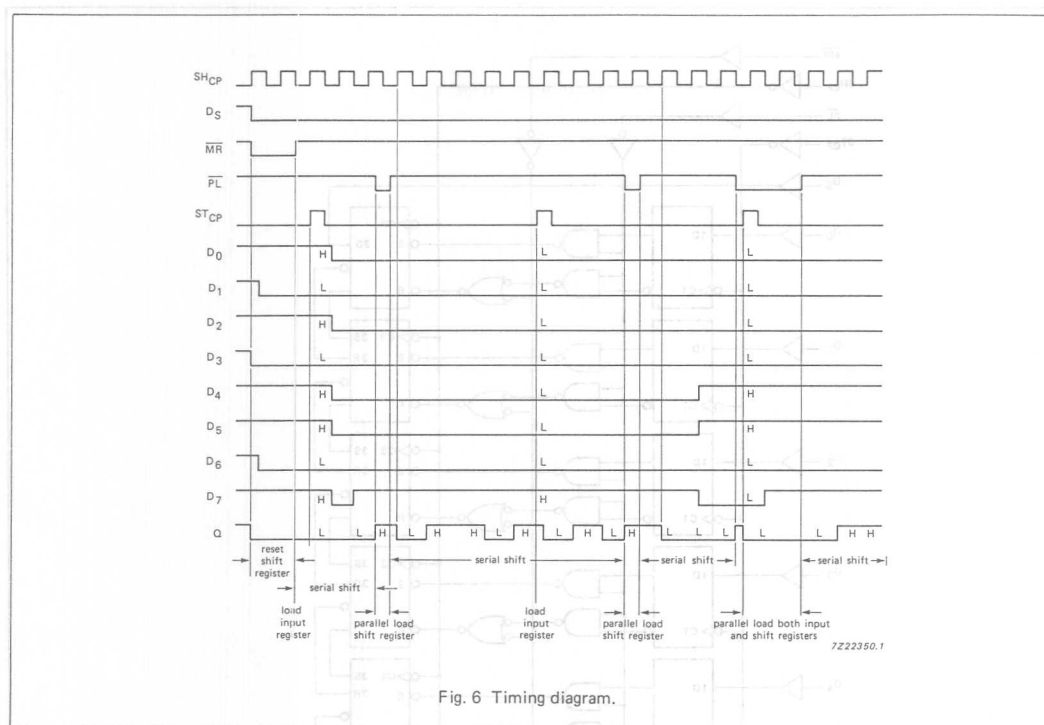 SHCP
DS
MR
PL
STCP
D0 H L L
D1 L L L
D2 H L L
D3 L L L
D4 H L H
D5 H L H
D6 L L L
D7 H H L
Q L L H L H H L H L H L H L L L L L H H
reset shift register
serial shift
serial shift
serial shift
serial shift
load input register
parallel load shift register
load input register
parallel load shift register
parallel load both input and shift registers
7Z22350.1
Fig. 6 Timing diagram.